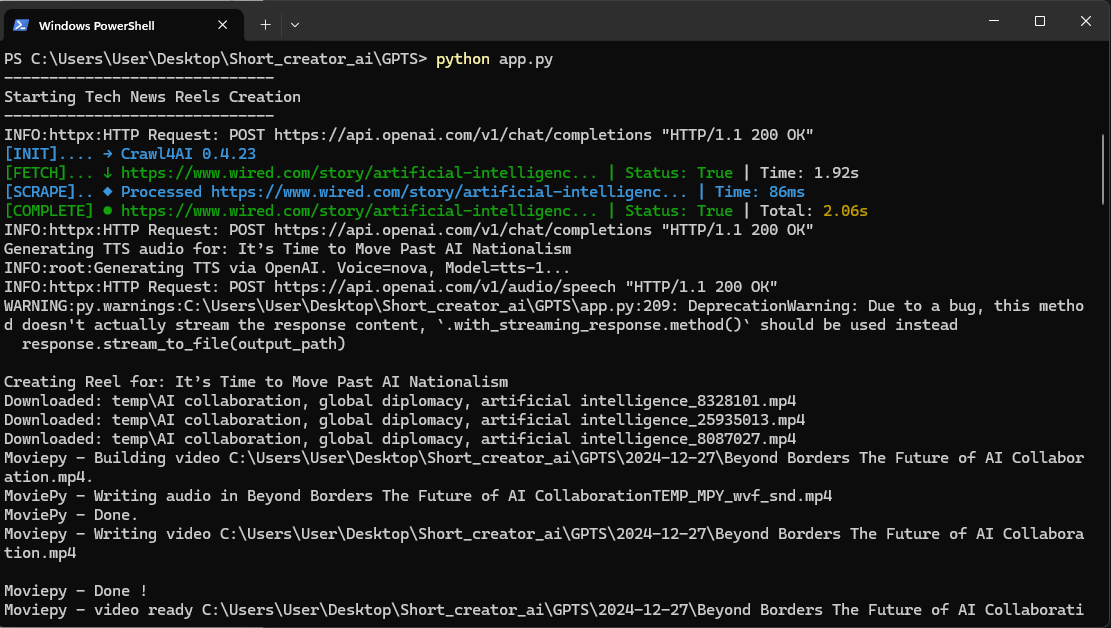 Windows PowerShell
PS C:\Users\User\Desktop\Short_creator_ai\GPTS> python app.py
------------------------------
Starting Tech News Reels Creation
------------------------------
INFO:httpx:HTTP Request: POST https://api.openai.com/v1/chat/completions "HTTP/1.1 200 OK"
[INIT].... → Crawl4AI 0.4.23
[FETCH]... ↓ https://www.wired.com/story/artificial-intelligenc... | Status: True | Time: 1.92s
[SCRAPE].. ◆ Processed https://www.wired.com/story/artificial-intelligenc... | Time: 86ms
[COMPLETE] ● https://www.wired.com/story/artificial-intelligenc... | Status: True | Total: 2.06s
INFO:httpx:HTTP Request: POST https://api.openai.com/v1/chat/completions "HTTP/1.1 200 OK"
Generating TTS audio for: It’s Time to Move Past AI Nationalism
INFO:root:Generating TTS via OpenAI. Voice=nova, Model=tts-1...
INFO:httpx:HTTP Request: POST https://api.openai.com/v1/audio/speech "HTTP/1.1 200 OK"
WARNING:py.warnings:C:\Users\User\Desktop\Short_creator_ai\GPTS\app.py:209: DeprecationWarning: Due to a bug, this metho
d doesn't actually stream the response content, `.with_streaming_response.method()` should be used instead
  response.stream_to_file(output_path)
Creating Reel for: It’s Time to Move Past AI Nationalism
Downloaded: temp\AI collaboration, global diplomacy, artificial intelligence_8328101.mp4
Downloaded: temp\AI collaboration, global diplomacy, artificial intelligence_25935013.mp4
Downloaded: temp\AI collaboration, global diplomacy, artificial intelligence_8087027.mp4
Moviepy - Building video C:\Users\User\Desktop\Short_creator_ai\GPTS\2024-12-27\Beyond Borders The Future of AI Collabor
ation.mp4.
MoviePy - Writing audio in Beyond Borders The Future of AI CollaborationTEMP_MPY_wvf_snd.mp4
MoviePy - Done.
Moviepy - Writing video C:\Users\User\Desktop\Short_creator_ai\GPTS\2024-12-27\Beyond Borders The Future of AI Collabora
tion.mp4
Moviepy - Done !
Moviepy - video ready C:\Users\User\Desktop\Short_creator_ai\GPTS\2024-12-27\Beyond Borders The Future of AI Collaborati